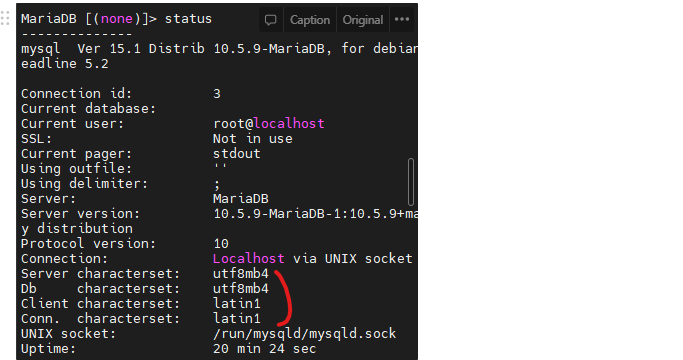 MariaDB [(none)]> status
Caption Original
--------------
mysql Ver 15.1 Distrib 10.5.9-MariaDB, for debian
eadline 5.2
Connection id: 3
Current database:
Current user: root@localhost
SSL: Not in use
Current pager: stdout
Using outfile: ''
Using delimiter: ;
Server: MariaDB
Server version: 10.5.9-MariaDB-1:10.5.9+ma
y distribution
Protocol version: 10
Connection: Localhost via UNIX socket
Server characterset: utf8mb4
Db characterset: utf8mb4
Client characterset: latin1
Conn. characterset: latin1
UNIX socket: /run/mysqld/mysqld.sock
Uptime: 20 min 24 sec